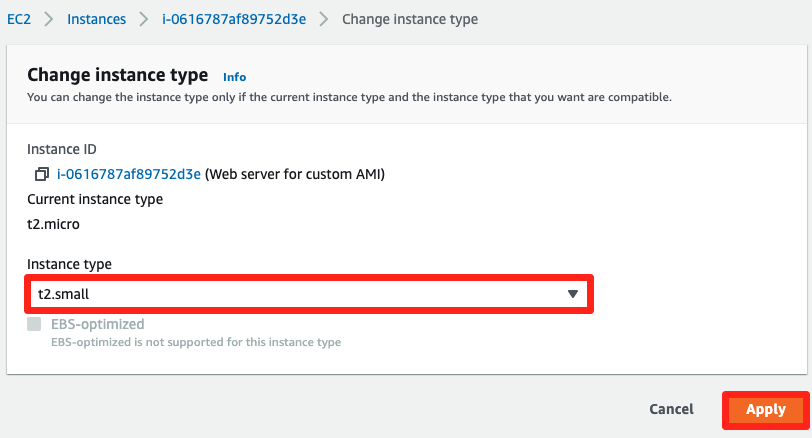 EC2 > Instances > i-0616787af89752d3e > Change instance type
Change instance type Info
You can change the instance type only if the current instance type and the instance type that you want are compatible.
Instance ID
i-0616787af89752d3e (Web server for custom AMI)
Current instance type
t2.micro
Instance type
t2.small
EBS-optimized
EBS-optimized is not supported for this instance type
Cancel Apply